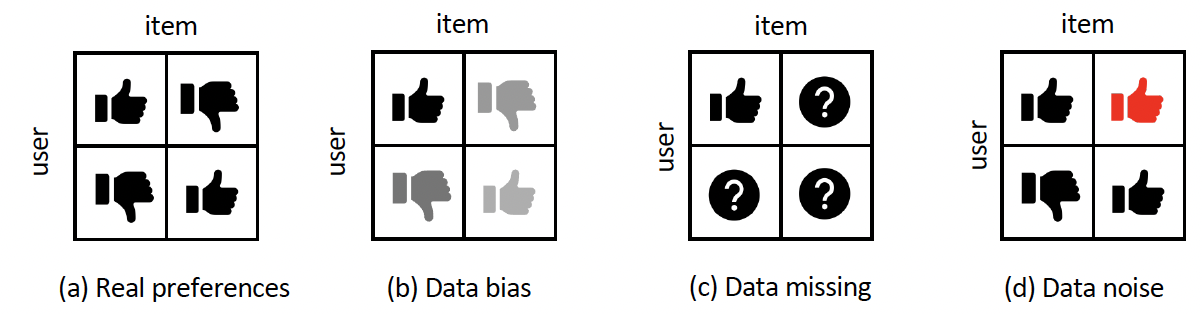 item
item
item
item
user
user
user
user
?
?
?
(a) Real preferences
(b) Data bias
(c) Data missing
(d) Data noise